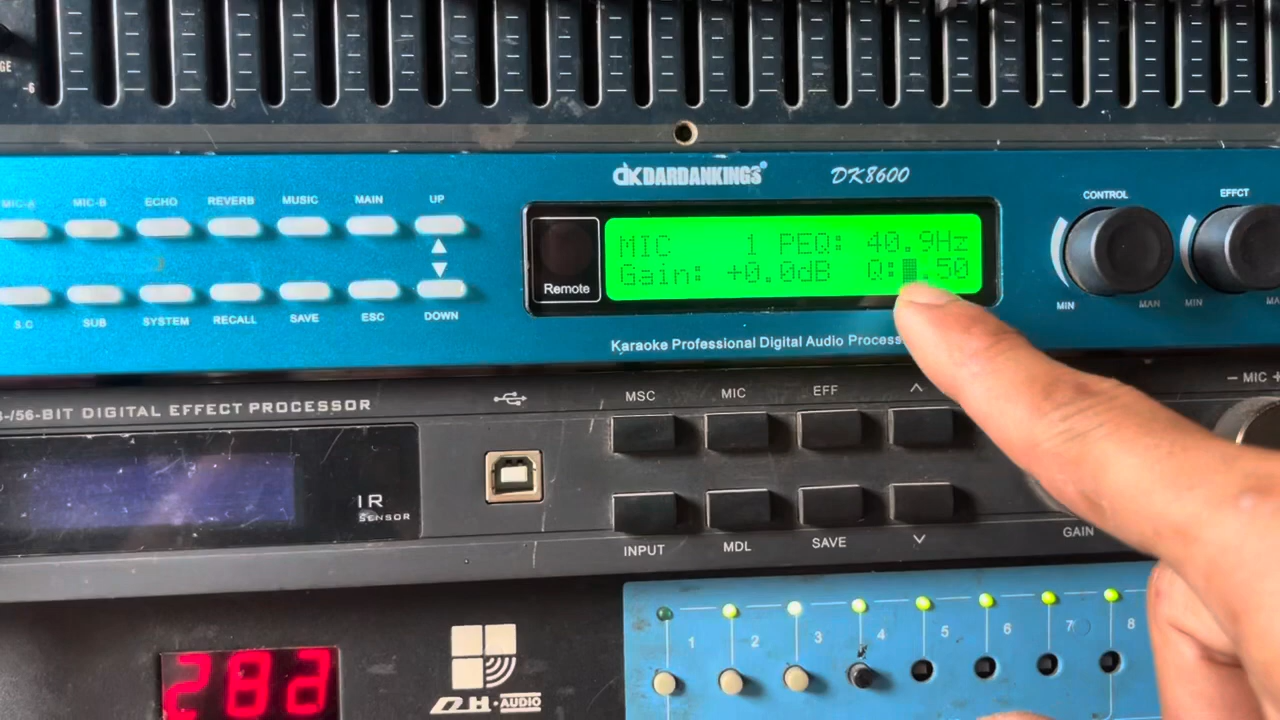 -6
DK DARDANKINGS® DK8600
MIC-A MIC-B ECHO REVERB MUSIC MAIN UP
CONTROL EFFCT
MIC 1 PEQ: 40.9Hz
Gain: +0.0dB Q: .50
Remote
MIN MAN MIN
S.C SUB SYSTEM RECALL SAVE ESC DOWN
Karaoke Professional Digital Audio
-BIT DIGITAL EFFECT PROCESSOR
MSC MIC EFF
- MIC +
IR
SENSOR
INPUT MDL SAVE
GAIN
1 2 3 4 5 6 7 8
282
DH·AUDIO